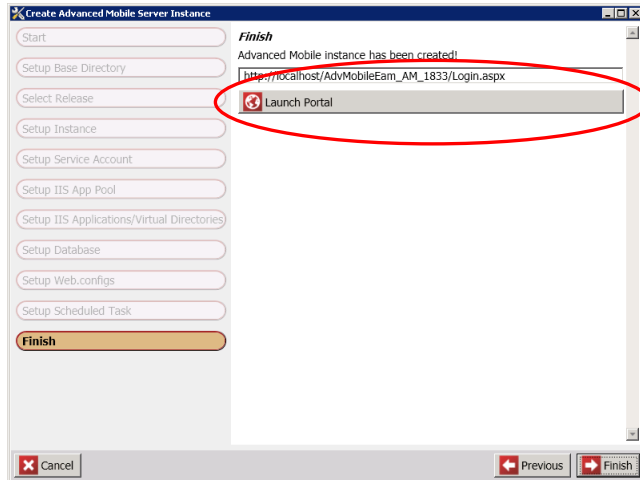 Create Advanced Mobile Server Instance
Start
Setup Base Directory
Select Release
Setup Instance
Setup Service Account
Setup IIS App Pool
Setup IIS Applications/Virtual Directories
Setup Database
Setup Web.configs
Setup Scheduled Task
Finish
Finish
Advanced Mobile instance has been created!
http://localhost/AdvMobileEam_AM_1833/Login.aspx
Launch Portal
Cancel
Previous
Finish